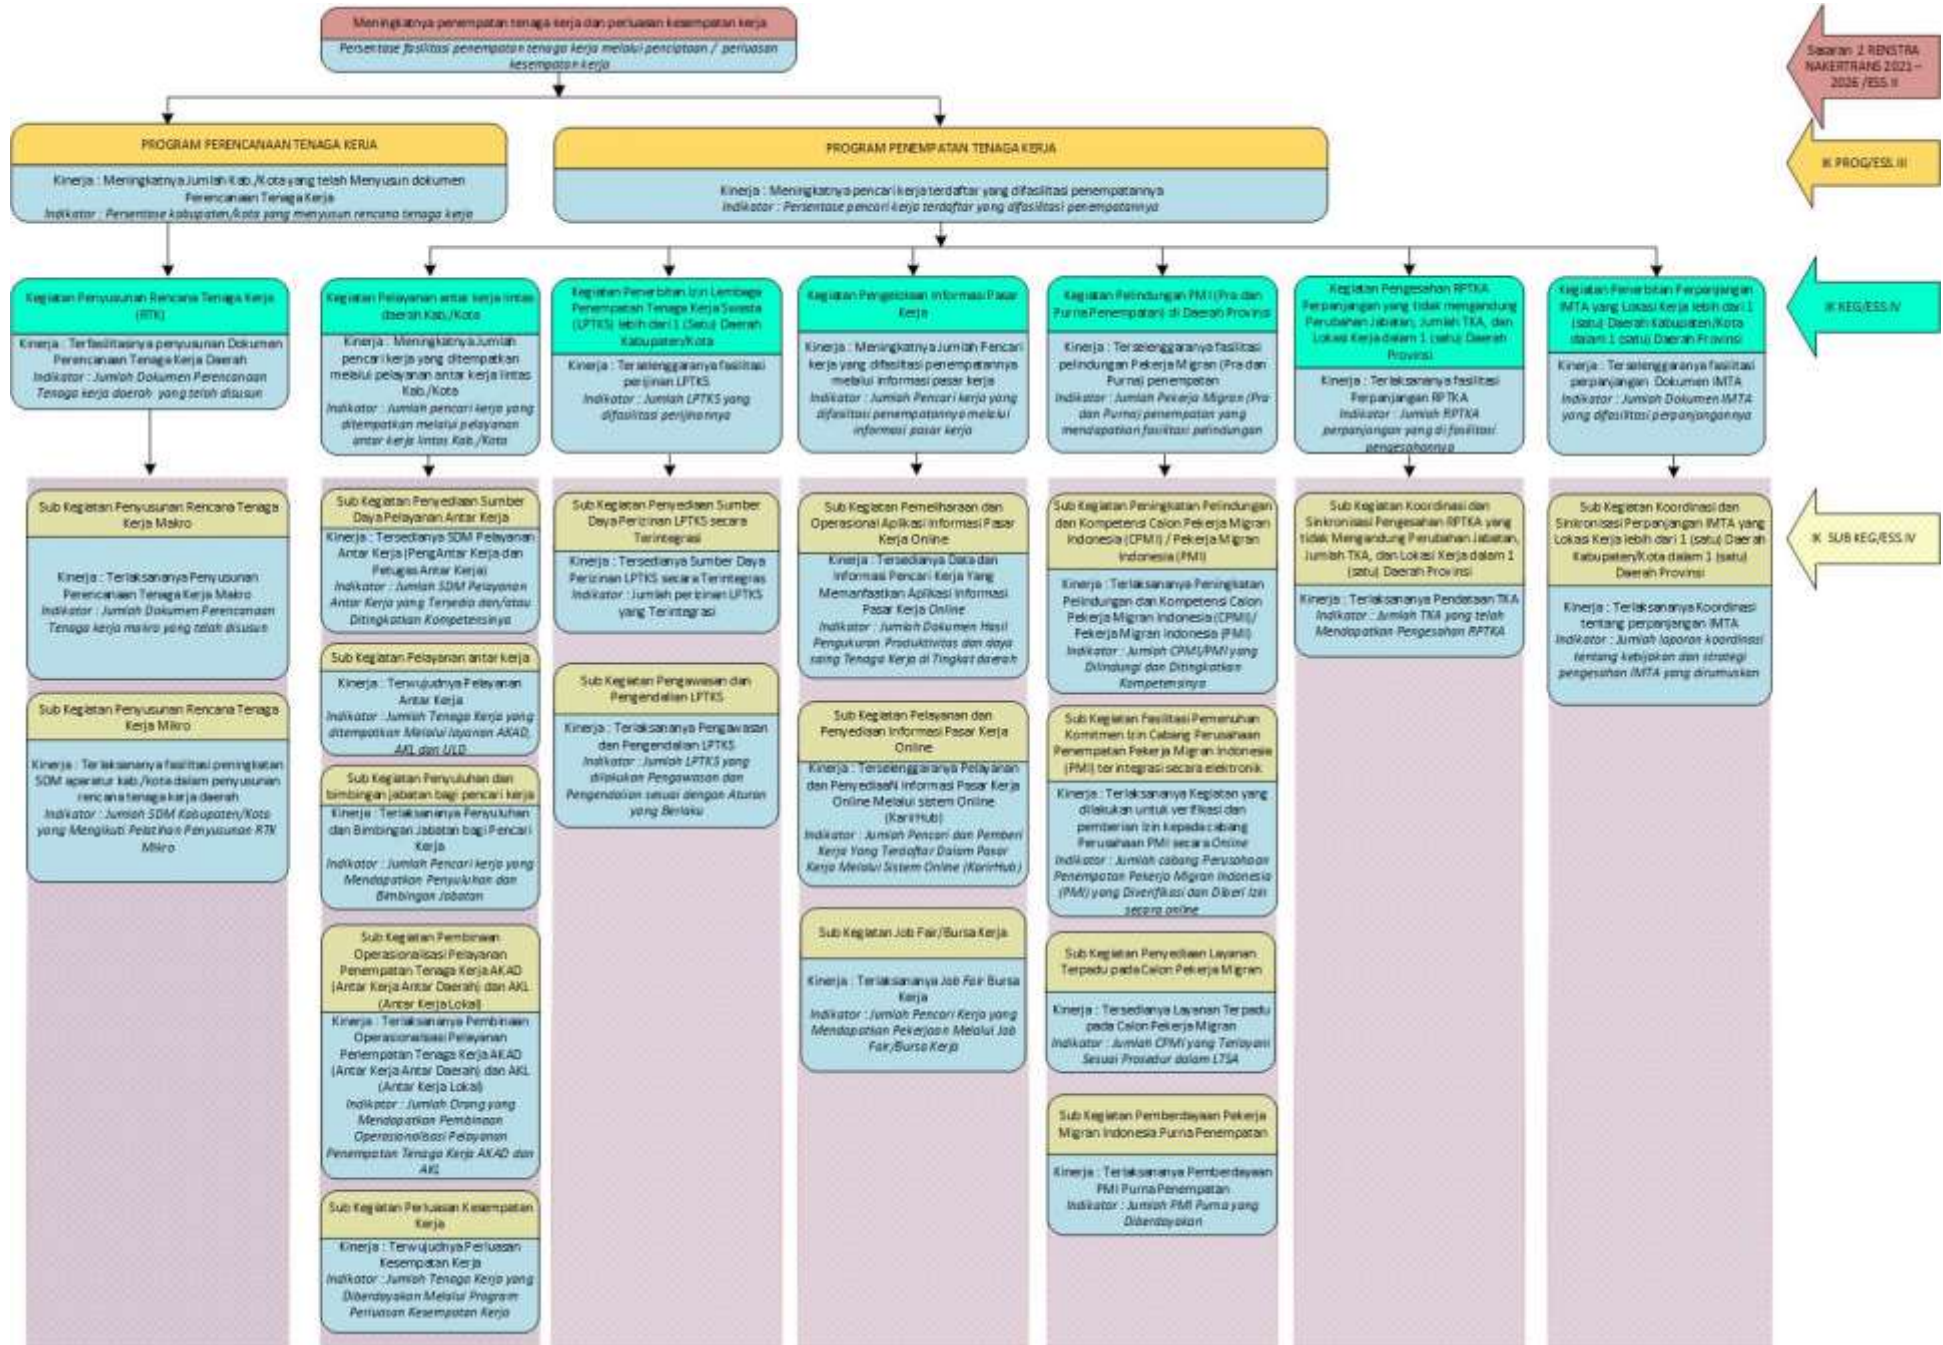 Meningkatnya penempatan tenaga kerja dan perluasan kesempatan kerja
Persentase fasilitasi penempatan tenaga kerja melalui penciptaan / perluasan
kesempatan kerja
Sasaran 2 RENSTRA
NAKERTRANS 2021 –
2026 /ESS. II
PROGRAM PERENCANAAN TENAGA KERJA
Kinerja : Meningkatnya Jumlah Kab./Kota yang telah Menyusun dokumen
Perencanaan Tenaga Kerja
Indikator : Persentase kabupaten/kota yang menyusun rencana tenaga kerja
PROGRAM PENEMPATAN TENAGA KERJA
Kinerja : Meningkatnya pencari kerja terdaftar yang difasilitasi penempatannya
Indikator : Persentase pencari kerja terdaftar yang difasilitasi penempatannya
IK PROG/ESS. III
Kegiatan Penyusunan Rencana Tenaga Kerja
(RTK)
Kinerja : Terfasilitasinya penyusunan Dokumen
Perencanaan Tenaga Kerja Daerah
Indikator : Jumlah Dokumen Perencanaan
Tenaga kerja daerah yang telah disusun
Kegiatan Pelayanan antar kerja lintas
daerah Kab./Kota
Kinerja : Meningkatnya Jumlah
pencari kerja yang ditempatkan
melalui pelayanan antar kerja lintas
Kab./Kota
Indikator : Jumlah pencari kerja yang
ditempatkan melalui pelayanan
antar kerja lintas Kab./Kota
Kegiatan Penerbitan Izin Lembaga
Penempatan Tenaga Kerja Swasta
(LPTKS) lebih dari 1 (Satu) Daerah
Kabupaten/Kota
Kinerja : Terselenggaranya fasilitasi
perijinan LPTKS
Indikator : Jumlah LPTKS yang
difasilitasi perijinannya
Kegiatan Pengelolaan Informasi Pasar
Kerja
Kinerja : Meningkatnya Jumlah Pencari
kerja yang difasilitasi penempatannya
melalui informasi pasar kerja
Indikator : Jumlah Pencari kerja yang
difasilitasi penempatannya melalui
informasi pasar kerja
Kegiatan Pelindungan PMI (Pra dan
Purna Penempatan) di Daerah Provinsi
Kinerja : Terselenggaranya fasilitasi
pelindungan Pekerja Migran (Pra dan
Purna) penempatan
Indikator : Jumlah Pekerja Migran (Pra
dan Purna) penempatan yang
mendapatkan fasilitasi pelindungan
Kegiatan Pengesahan RPTKA
Perpanjangan yang tidak mengandung
Perubahan Jabatan, Jumlah TKA, dan
Lokasi Kerja dalam 1 (satu) Daerah
Provinsi
Kinerja : Terlaksananya fasilitasi
Perpanjangan RPTKA
Indikator : Jumlah RPTKA
perpanjangan yang di fasilitasi
pengesahannya
Kegiatan Penerbitan Perpanjangan
IMTA yang Lokasi Kerja lebih dari 1
(satu) Daerah Kabupaten/Kota
dalam 1 (satu) Daerah Provinsi
Kinerja : Terselenggaranya fasilitasi
perpanjangan Dokumen IMTA
Indikator : Jumlah Dokumen IMTA
yang difasilitasi perpanjangannya
IK KEG/ESS. IV
Sub Kegiatan Penyusunan Rencana Tenaga
Kerja Makro
Kinerja : Terlaksananya Penyusunan
Perencanaan Tenaga Kerja Makro
Indikator : Jumlah Dokumen Perencanaan
Tenaga kerja makro yang telah disusun
Sub Kegiatan Penyusunan Rencana Tenaga
Kerja Mikro
Kinerja : Terlaksananya fasilitasi peningkatan
SDM aparatur kab./kota dalam penyusunan
rencana tenaga kerja daerah
Indikator : Jumlah SDM Kabupaten/Kota
yang Mengikuti Pelatihan Penyusunan RTK
Mikro
Sub Kegiatan Penyediaan Sumber
Daya Pelayanan Antar Kerja
Kinerja : Tersedianya SDM Pelayanan
Antar Kerja (PengAntar Kerja dan
Petugas Antar Kerja)
Indikator : Jumlah SDM Pelayanan
Antar Kerja yang Tersedia dan/atau
Ditingkatkan Kompetensinya
Sub Kegiatan Pelayanan antar kerja
Kinerja : Terwujudnya Pelayanan
Antar Kerja
Indikator : Jumlah Tenaga Kerja yang
ditempatkan Melalui layanan AKAD,
AKL dan ULD
Sub Kegiatan Penyuluhan dan
bimbingan jabatan bagi pencari kerja
Kinerja : Terlaksananya Penyuluhan
dan Bimbingan Jabatan bagi Pencari
Kerja
Indikator : Jumlah Pencari kerja yang
Mendapatkan Penyuluhan dan
Bimbingan Jabatan
Sub Kegiatan Pembinaan
Operasionalisasi Pelayanan
Penempatan Tenaga Kerja AKAD
(Antar Kerja Antar Daerah) dan AKL
(Antar Kerja Lokal)
Kinerja : Terlaksananya Pembinaan
Operasionalisasi Pelayanan
Penempatan Tenaga Kerja AKAD
(Antar Kerja Antar Daerah) dan AKL
(Antar Kerja Lokal)
Indikator : Jumlah Orang yang
Mendapatkan Pembinaan
Operasionalisasi Pelayanan
Penempatan Tenaga Kerja AKAD dan
AKL
Sub Kegiatan Perluasan Kesempatan
Kerja
Kinerja : Terwujudnya Perluasan
Kesempatan Kerja
Indikator : Jumlah Tenaga Kerja yang
Diberdayakan Melalui Program
Perluasan Kesempatan Kerja
Sub Kegiatan Penyediaan Sumber
Daya Perizinan LPTKS secara
Terintegrasi
Kinerja : Tersedianya Sumber Daya
Perizinan LPTKS secara Terintegras
Indikator : Jumlah perizinan LPTKS
yang Terintegrasi
Sub Kegiatan Pengawasan dan
Pengendalian LPTKS
Kinerja : Terlaksananya Pengawasan
dan Pengendalian LPTKS
Indikator : Jumlah LPTKS yang
dilakukan Pengawasan dan
Pengendalian sesuai dengan Aturan
yang Berlaku
Sub Kegiatan Pemeliharaan dan
Operasional Aplikasi Informasi Pasar
Kerja Online
Kinerja : Tersedianya Data dan
Informasi Pencari Kerja Yang
Memanfaatkan Aplikasi Informasi
Pasar Kerja Online
Indikator : Jumlah Dokumen Hasil
Pengukuran Produktivitas dan daya
saing Tenaga Kerja di Tingkat daerah
Sub Kegiatan Pelayanan dan
Penyediaan Informasi Pasar Kerja
Online
Kinerja : Terselenggaranya Pelayanan
dan PenyediaaN Informasi Pasar Kerja
Online Melalui sistem Online
(KarirHub)
Indikator : Jumlah Pencari dan Pemberi
Kerja Yang Terdaftar Dalam Pasar
Kerja Melalui Sistem Online (KarirHub)
Sub Kegiatan Job Fair/Bursa Kerja
Kinerja : Terlaksananya Job Fair Bursa
Kerja
Indikator : Jumlah Pencari Kerja yang
Mendapatkan Pekerjaan Melalui Job
Fair/Bursa Kerja
Sub Kegiatan Peningkatan Pelindungan
dan Kompetensi Calon Pekerja Migran
Indonesia (CPMI) / Pekerja Migran
Indonesia (PMI)
Kinerja : Terlaksananya Peningkatan
Pelindungan dan Kompetensi Calon
Pekerja Migran Indonesia (CPMI)/
Pekerja Migran Indonesia (PMI)
Indikator : Jumlah CPMI/PMI yang
Dilindungi dan Ditingkatkan
Kompetensinya
Sub Kegiatan Fasilitasi Pemenuhan
Komitmen Izin Cabang Perusahaan
Penempatan Pekerja Migran Indonesia
(PMI) terintegrasi secara elektronik
Kinerja : Terlaksananya Kegiatan yang
dilakukan untuk verifikasi dan
pemberian Izin kepada cabang
Perusahaan PMI secara Online
Indikator : Jumlah cabang Perusahaan
Penempatan Pekerja Migran Indonesia
(PMI) yang Diverifikasi dan Diberi Izin
secara online
Sub Kegiatan Penyediaan Layanan
Terpadu pada Calon Pekerja Migran
Kinerja : Tersedianya Layanan Terpadu
pada Calon Pekerja Migran
Indikator : Jumlah CPMI yang Terlayani
Sesuai Prosedur dalam LTSA
Sub Kegiatan Pemberdayaan Pekerja
Migran Indonesia Purna Penempatan
Kinerja : Terlaksananya Pemberdayaan
PMI Purna Penempatan
Indikator : Jumlah PMI Purna yang
Diberdayakan
Sub Kegiatan Koordinasi dan
Sinkronisasi Pengesahan RPTKA yang
tidak Mengandung Perubahan Jabatan,
Jumlah TKA, dan Lokasi Kerja dalam 1
(satu) Daerah Provinsi
Kinerja : Terlaksananya Pendataan TKA
Indikator : Jumlah TKA yang telah
Mendapatkan Pengesahan RPTKA
Sub Kegiatan Koordinasi dan
Sinkronisasi Perpanjangan IMTA yang
Lokasi Kerja lebih dari 1 (satu) Daerah
Kabupaten/Kota dalam 1 (satu)
Daerah Provinsi
Kinerja : Terlaksananya Koordinasi
tentang perpanjangan IMTA
Indikator : Jumlah laporan koordinasi
tentang kebijakan dan strategi
pengesahan IMTA yang dirumuskan
IK SUB KEG/ESS. IV